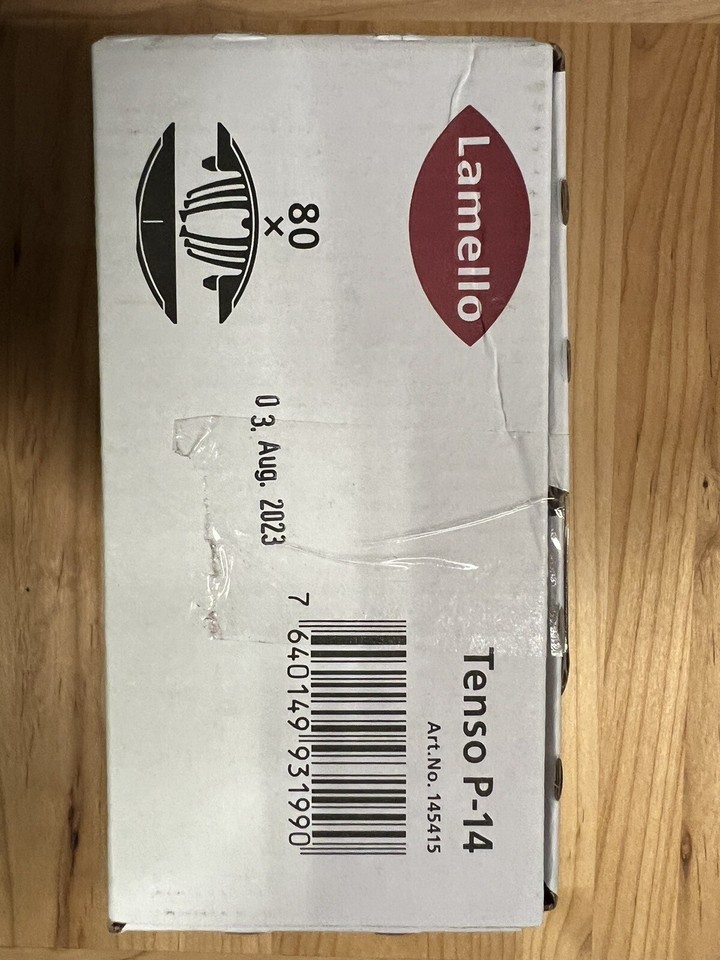 Lamello
Tenso P-14
Art.No. 145415
80
x
03. Aug. 2023
7 640149 931990